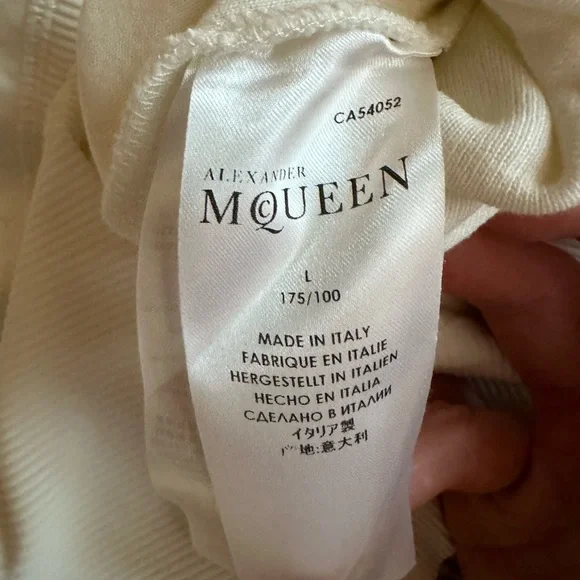 CA54052
ALEXANDER
MCQUEEN
L
175/100
MADE IN ITALY
FABRIQUE EN ITALIE
HERGESTELLT IN ITALIEN
HECHO EN ITALIA
СДЕЛАНО В ИТАЛИИ
イタリア製
地:意大利